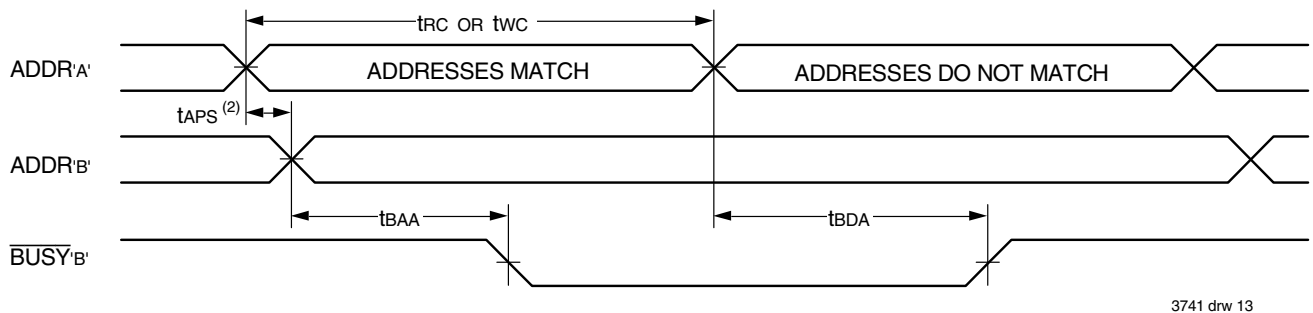 tRC OR tWC
ADDR'A'
ADDRESSES MATCH
ADDRESSES DO NOT MATCH
tAPS (2)
ADDR'B'
tBAA
tBDA
BUSY'B'
3741 drw 13